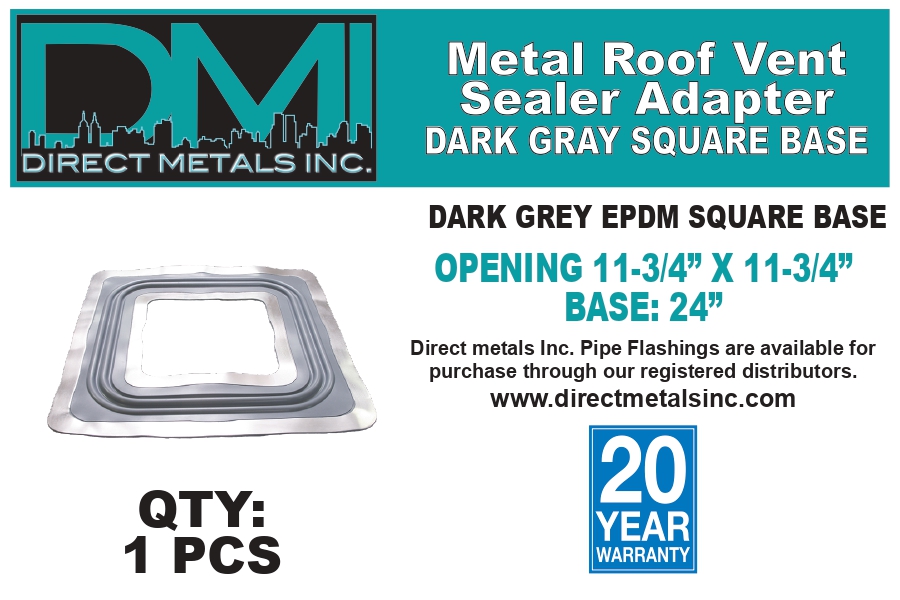 DMI
DIRECT METALS INC.
Metal Roof Vent
Sealer Adapter
DARK GRAY SQUARE BASE
DARK GREY EPDM SQUARE BASE
OPENING 11-3/4” X 11-3/4”
BASE: 24”
Direct metals Inc. Pipe Flashings are available for
purchase through our registered distributors.
www.directmetalsinc.com
20
YEAR
WARRANTY
QTY:
1 PCS